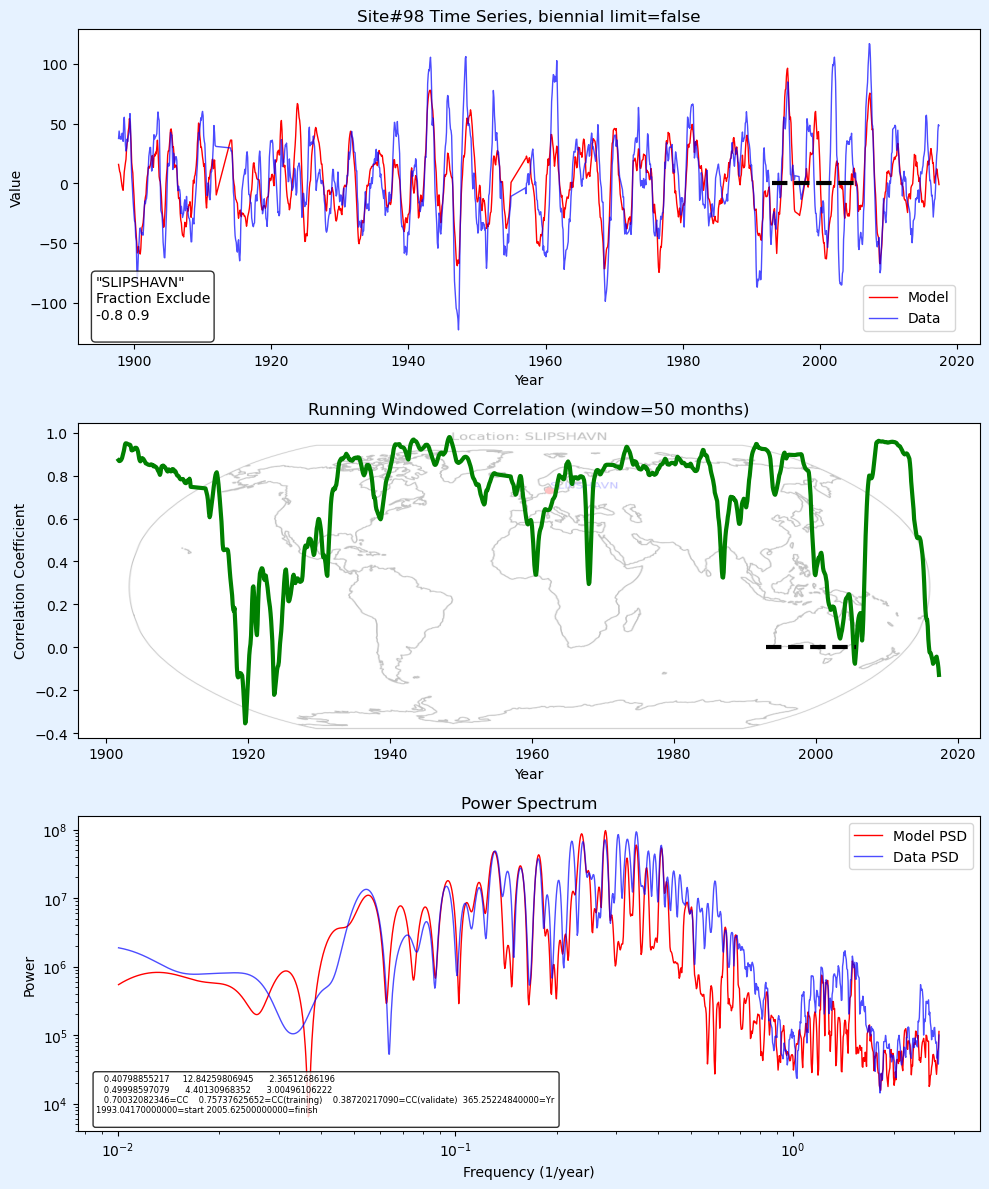 Site#98 Time Series, biennial limit=false
Value
100
50
0
−50
−100
"SLIPSHAVN"
Fraction Exclude
-0.8 0.9
Model
Data
1900 1920 1940 1960 1980 2000 2020
Year
Running Windowed Correlation (window=50 months)
Correlation Coefficient
1.0
0.8
0.6
0.4
0.2
0.0
−0.2
−0.4
Location: SLIPSHAVN
1900 1920 1940 1960 1980 2000 2020
Year
Power Spectrum
Power
10^8
10^7
10^6
10^5
10^4
Model PSD
Data PSD
0.40798855217 12.84259806945 2.36512686196
0.49998597079 4.40130968352 3.00496106222
0.70032082346=CC 0.75737625652=CC(training) 0.38720217090=CC(validate) 365.25224840000=Yr
1993.04170000000=start 2005.62500000000=finish
10^−2 10^−1 10^0
Frequency (1/year)